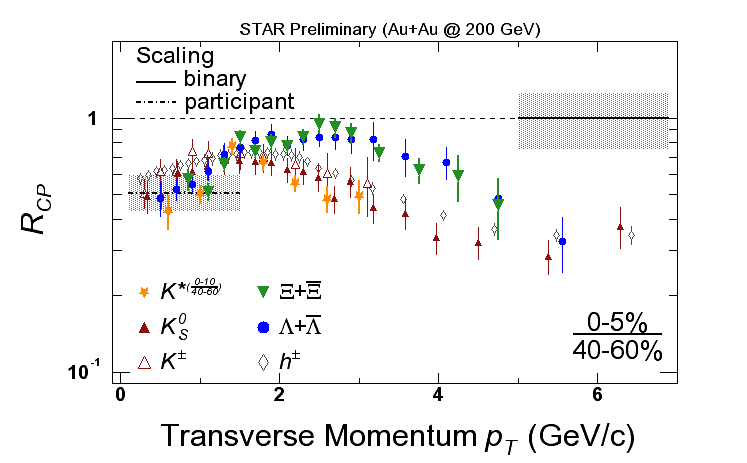 STAR Preliminary (Au+Au @ 200 GeV)
Scaling
binary
participant
1
R_CP
K*(0-10/40-60)
Ξ+Ξ̅
K⁰_S
Λ+Λ̅
K±
h±
0-5%
40-60%
10⁻¹
0 2 4 6
Transverse Momentum p_T (GeV/c)